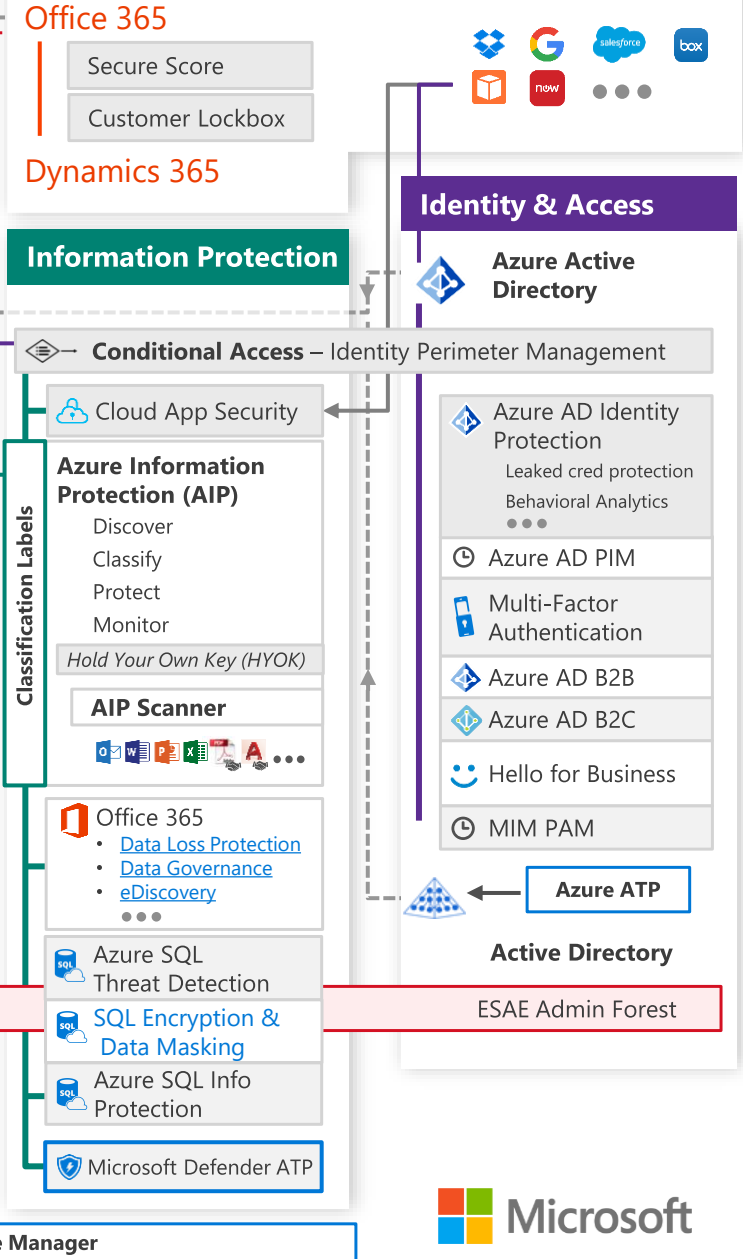 Office 365
Secure Score
Customer Lockbox
Dynamics 365
salesforce
box
now
Identity & Access
Azure Active
Directory
Information Protection
Conditional Access – Identity Perimeter Management
Cloud App Security
Classification Labels
Azure Information
Protection (AIP)
Discover
Classify
Protect
Monitor
Hold Your Own Key (HYOK)
AIP Scanner
Office 365
• Data Loss Protection
• Data Governance
• eDiscovery
SQL
Azure SQL
Threat Detection
SQL
SQL Encryption &
Data Masking
SQL
Azure SQL Info
Protection
Microsoft Defender ATP
Azure AD Identity
Protection
Leaked cred protection
Behavioral Analytics
Azure AD PIM
Multi-Factor
Authentication
Azure AD B2B
Azure AD B2C
Hello for Business
MIM PAM
Azure ATP
Active Directory
ESAE Admin Forest
Microsoft
Manager